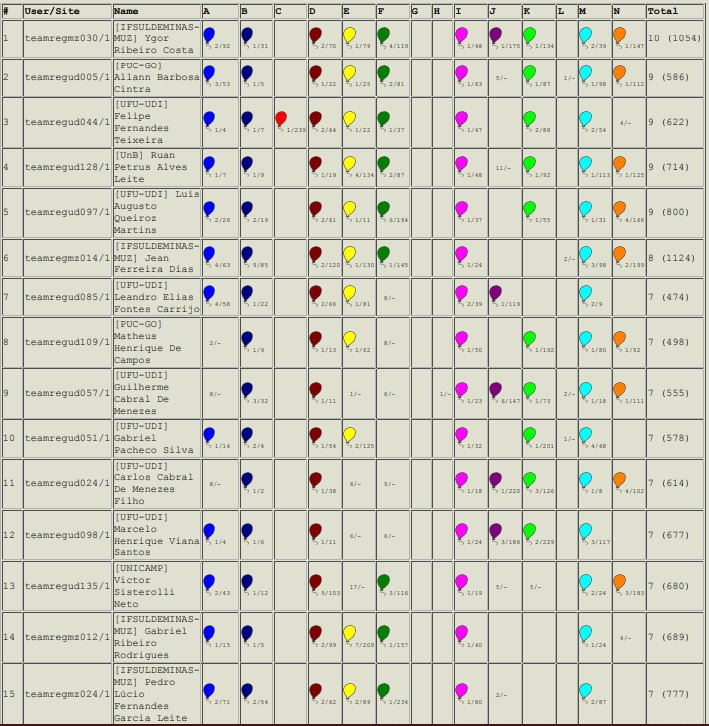 # User/Site Name A B C D E F G H I J K L M N Total
1 teamregmz030/1 [IFSULDEMINAS-MUZ] Ygor Ribeiro Costa 2/92 1/31 2/70 1/79 4/119 1/48 1/175 1/134 2/39 1/147 10 (1054)
2 teamregud005/1 [PUC-GO] Allann Barbosa Cintra 3/53 1/5 1/22 1/25 2/81 1/63 5/- 1/87 1/- 1/98 1/112 9 (586)
3 teamregud044/1 [UFU-UDI] Felipe Fernandes Teixeira 1/4 1/7 1/239 2/64 1/22 1/37 1/47 2/88 2/54 4/- 9 (622)
4 teamregud128/1 [UnB] Ruan Petrus Alves Leite 1/7 1/9 1/19 4/134 2/87 1/48 11/- 1/92 1/113 1/125 9 (714)
5 teamregud097/1 [UFU-UDI] Luis Augusto Queiroz Martins 2/26 2/19 2/61 1/11 6/194 1/37 1/55 1/31 4/166 9 (800)
6 teamregmz014/1 [IFSULDEMINAS-MUZ] Jean Ferreira Dias 4/63 9/85 2/120 1/130 1/145 1/24 2/- 3/98 2/199 8 (1124)
7 teamregud085/1 [UFU-UDI] Leandro Elias Fontes Carrijo 4/58 1/22 2/66 1/81 8/- 2/39 1/119 2/9 7 (474)
8 teamregud109/1 [PUC-GO] Matheus Henrique De Campos 2/- 1/9 1/13 1/62 8/- 1/50 1/192 1/80 1/92 7 (498)
9 teamregud057/1 [UFU-UDI] Guilherme Cabral De Menezes 8/- 3/32 1/11 1/- 6/- 1/- 1/23 6/147 1/73 2/- 1/18 1/111 7 (555)
10 teamregud051/1 [UFU-UDI] Gabriel Pacheco Silva 1/14 2/4 1/54 2/125 1/32 1/201 1/- 4/48 7 (578)
11 teamregud024/1 [UFU-UDI] Carlos Cabral De Menezes Filho 8/- 1/2 1/38 6/- 9/- 1/18 1/220 3/126 1/8 4/102 7 (614)
12 teamregud098/1 [UFU-UDI] Marcelo Henrique Viana Santos 1/4 1/6 1/11 6/- 6/- 1/24 3/186 2/229 3/117 7 (677)
13 teamregud135/1 [UNICAMP] Victor Sisterolli Neto 2/43 1/12 5/103 17/- 3/116 1/19 5/- 5/- 2/24 3/183 7 (680)
14 teamregmz012/1 [IFSULDEMINAS-MUZ] Gabriel Ribeiro Rodrigues 1/15 1/5 2/99 7/209 1/157 1/40 1/24 4/- 7 (689)
15 teamregmz024/1 [IFSULDEMINAS-MUZ] Pedro Lúcio Fernandes Garcia Leite 2/71 2/54 2/62 2/89 1/234 1/80 2/- 2/87 7 (777)